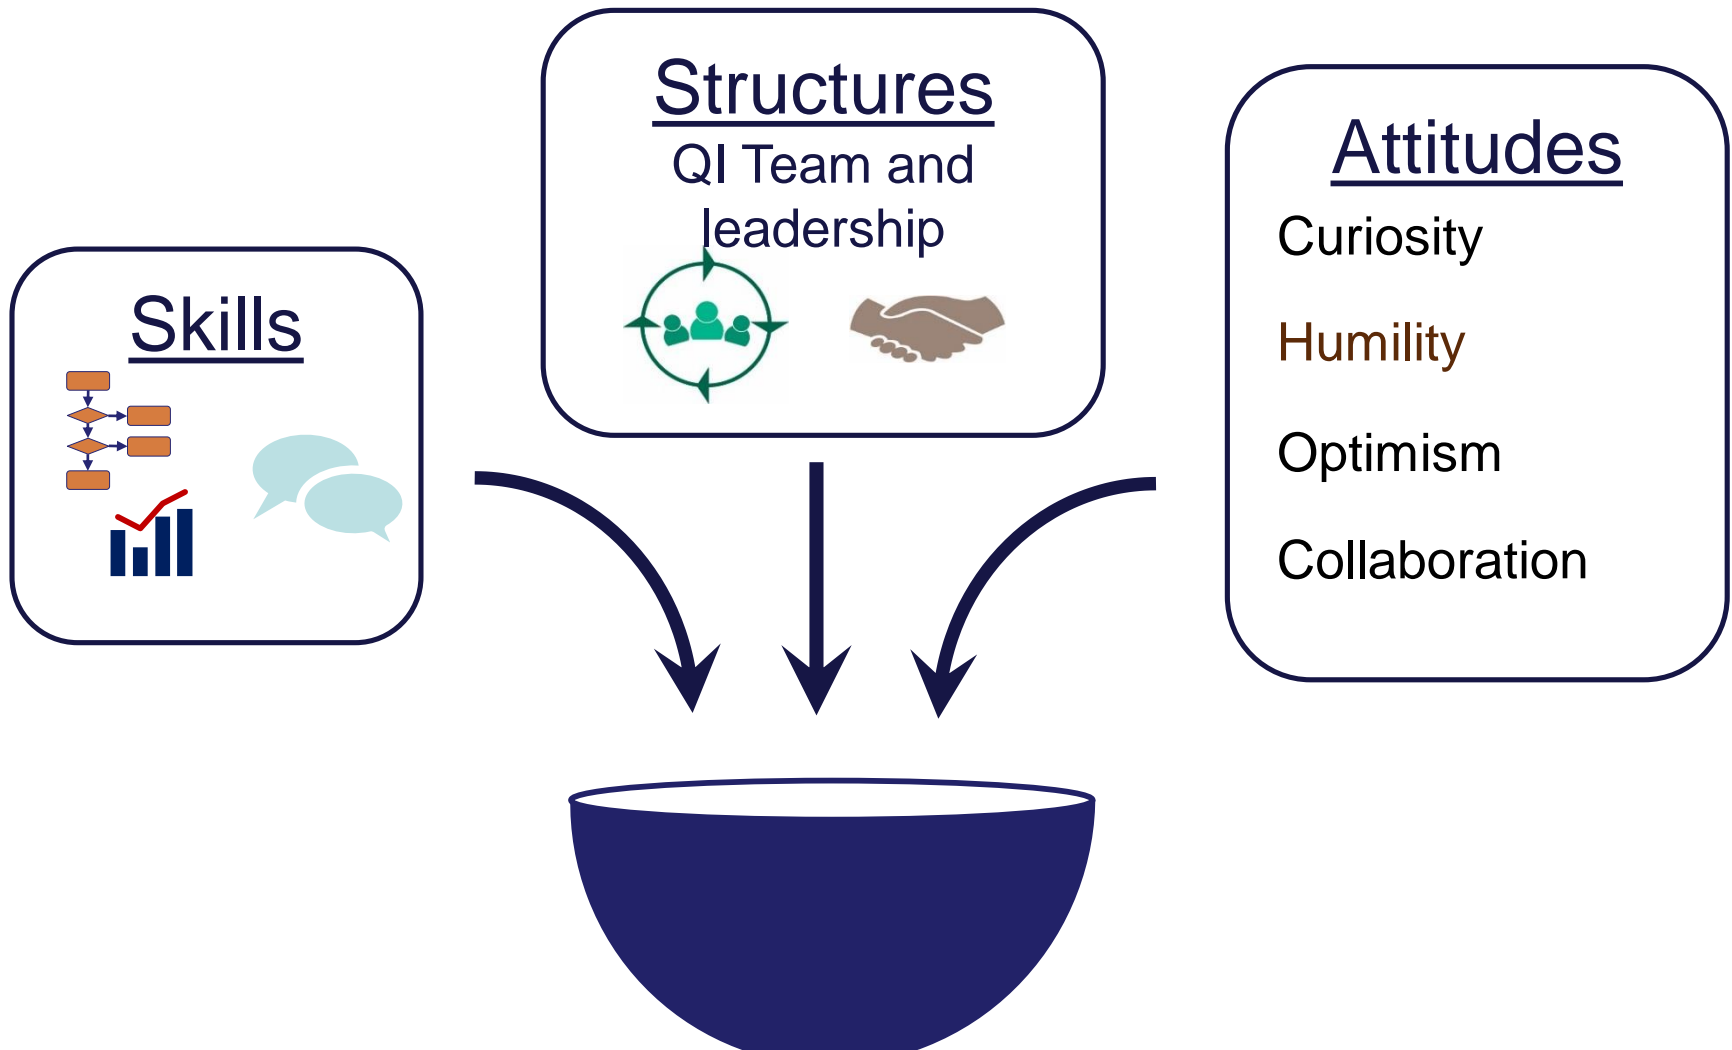 Structures
QI Team and
leadership
Attitudes
Curiosity
Humility
Optimism
Collaboration
Skills